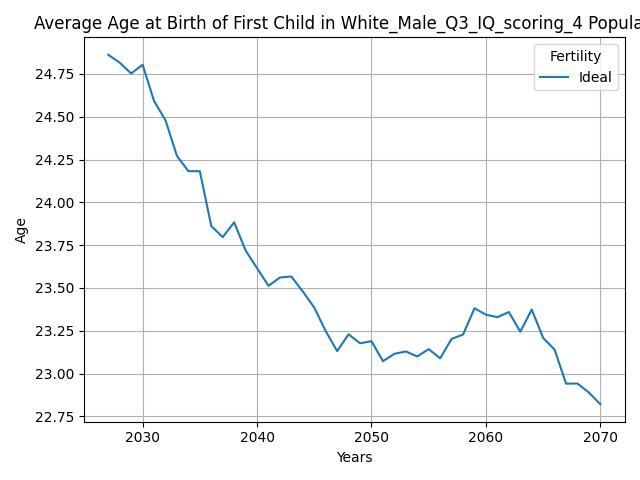 Average Age at Birth of First Child in White_Male_Q3_IQ_scoring_4 Popula
Fertility
Ideal
24.75
24.50
24.25
24.00
23.75
23.50
23.25
23.00
22.75
Age
2030 2040 2050 2060 2070
Years